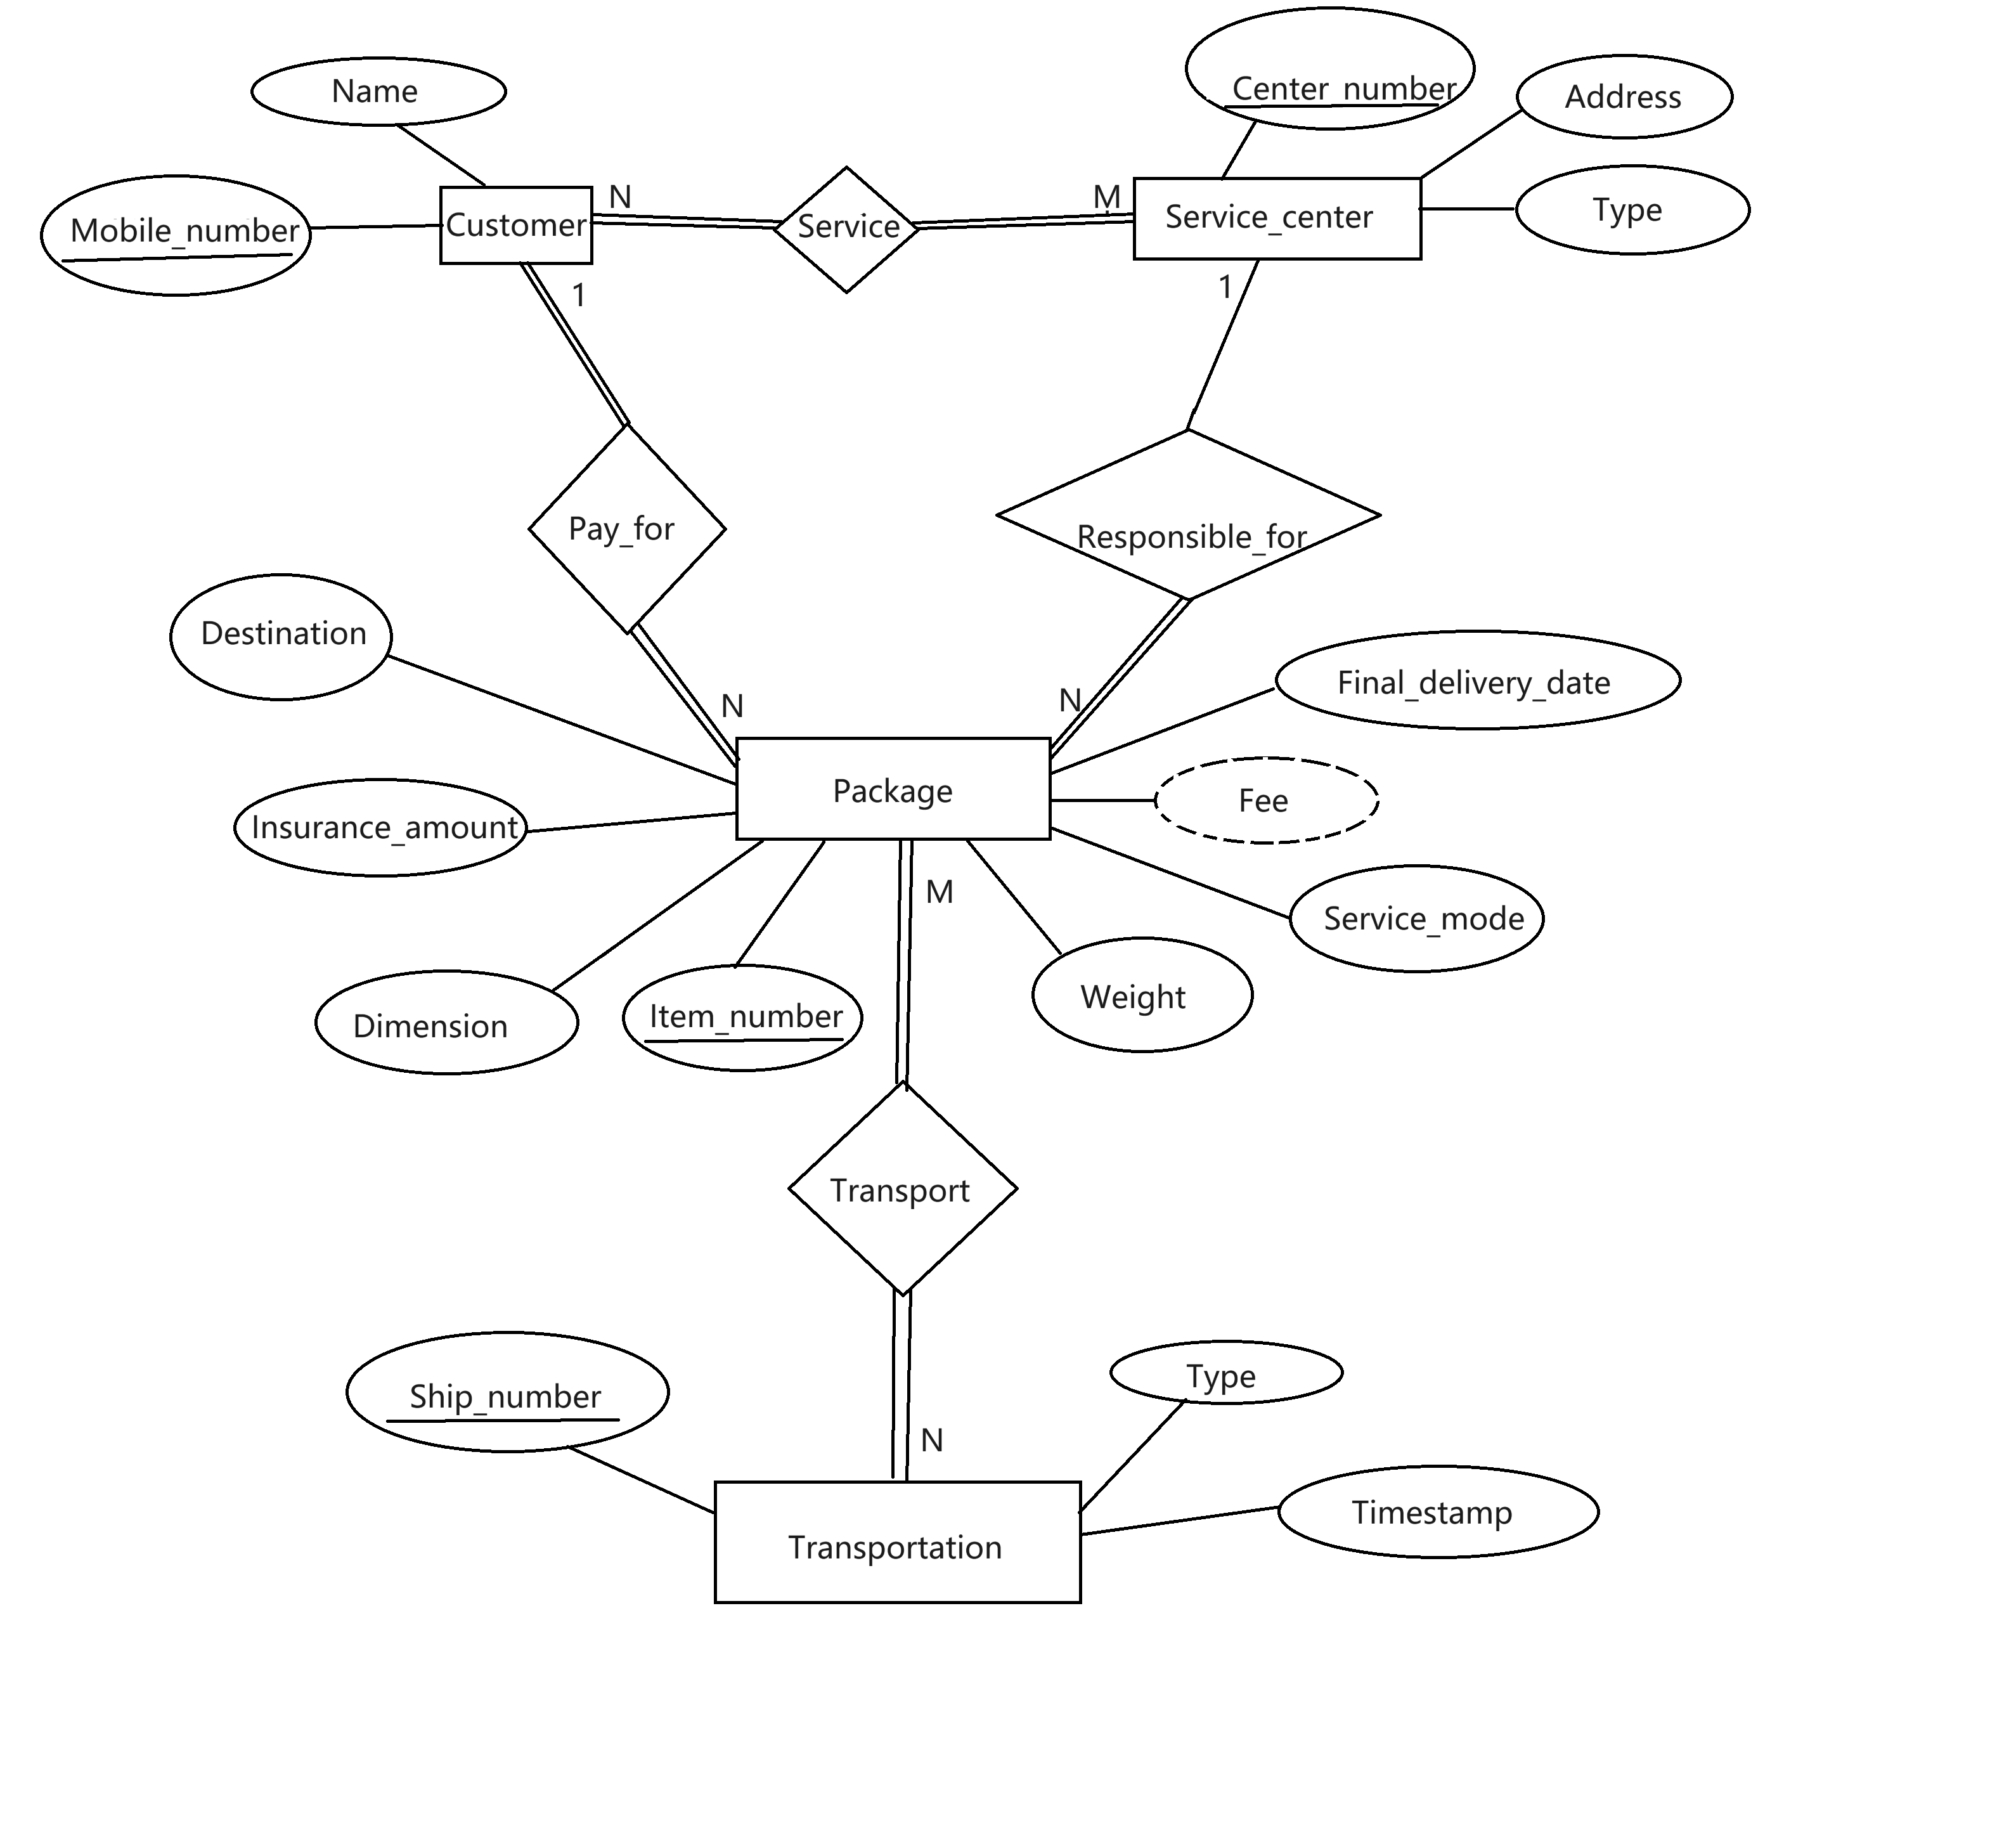 Center_number
Name
Address
Mobile_number
Customer
N
Service
M
Service_center
Type
1
1
Pay_for
Responsible_for
Destination
Final_delivery_date
N
N
Package
Fee
Insurance_amount
M
Service_mode
Dimension
Item_number
Weight
Transport
Ship_number
Type
N
Timestamp
Transportation